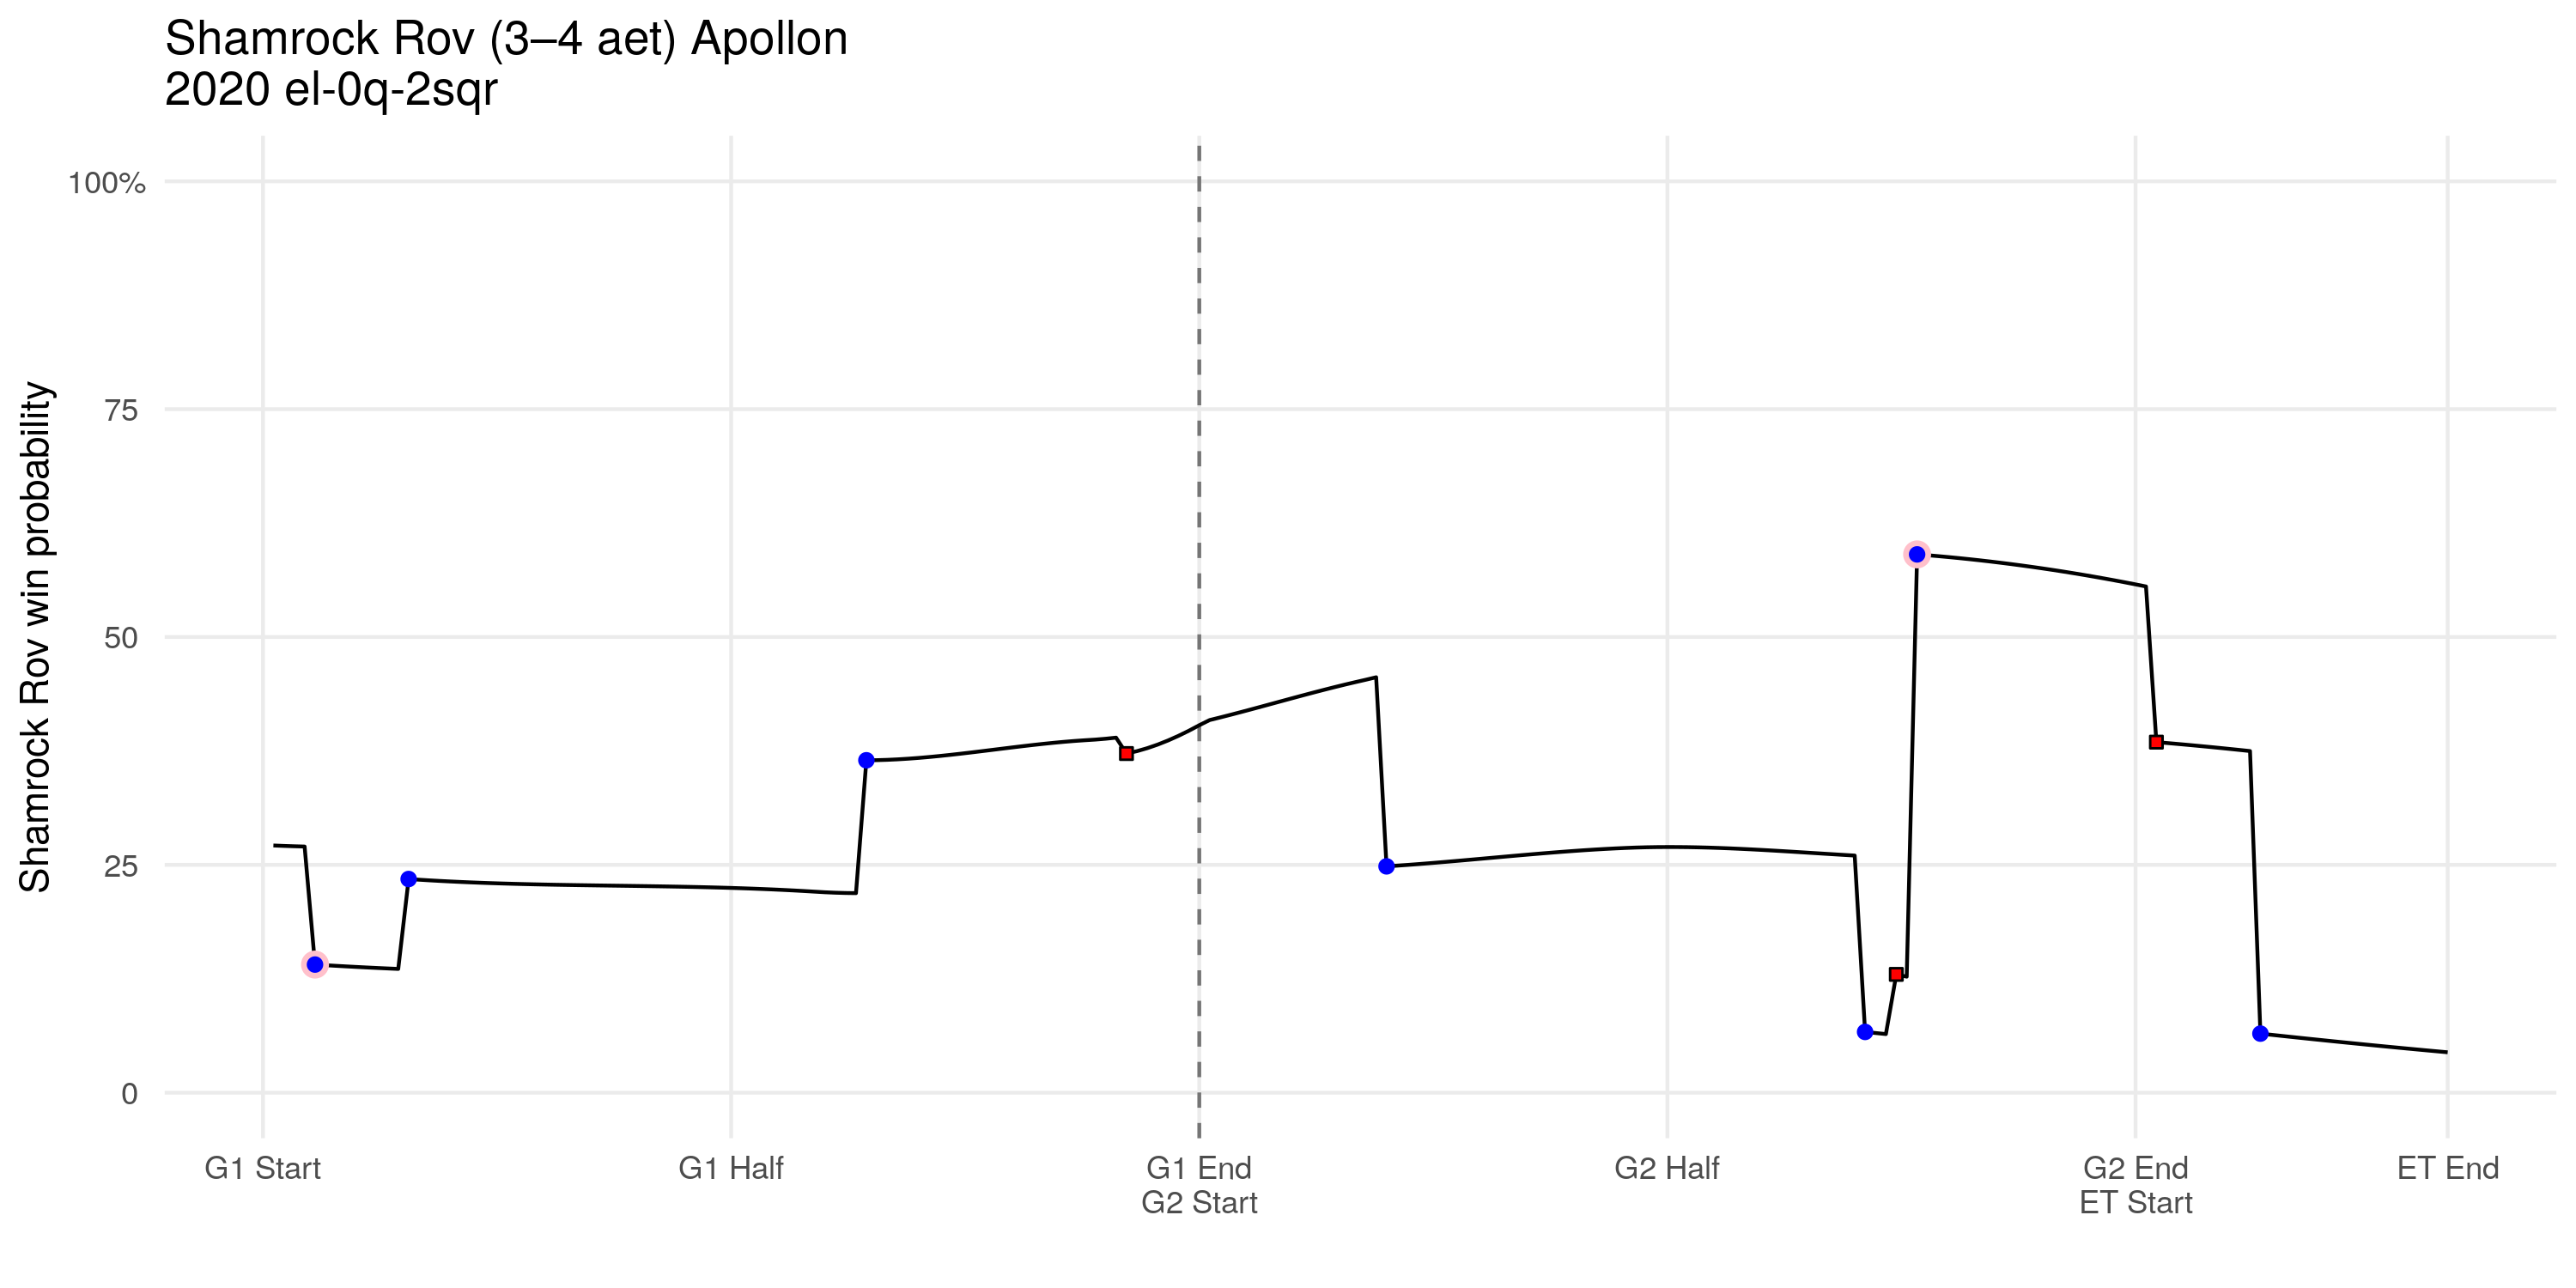 Shamrock Rov (3–4 aet) Apollon
2020 el-0q-2sqr
Shamrock Rov win probability
100%
75
50
25
0
G1 Start
G1 Half
G1 End
G2 Start
G2 Half
G2 End
ET Start
ET End